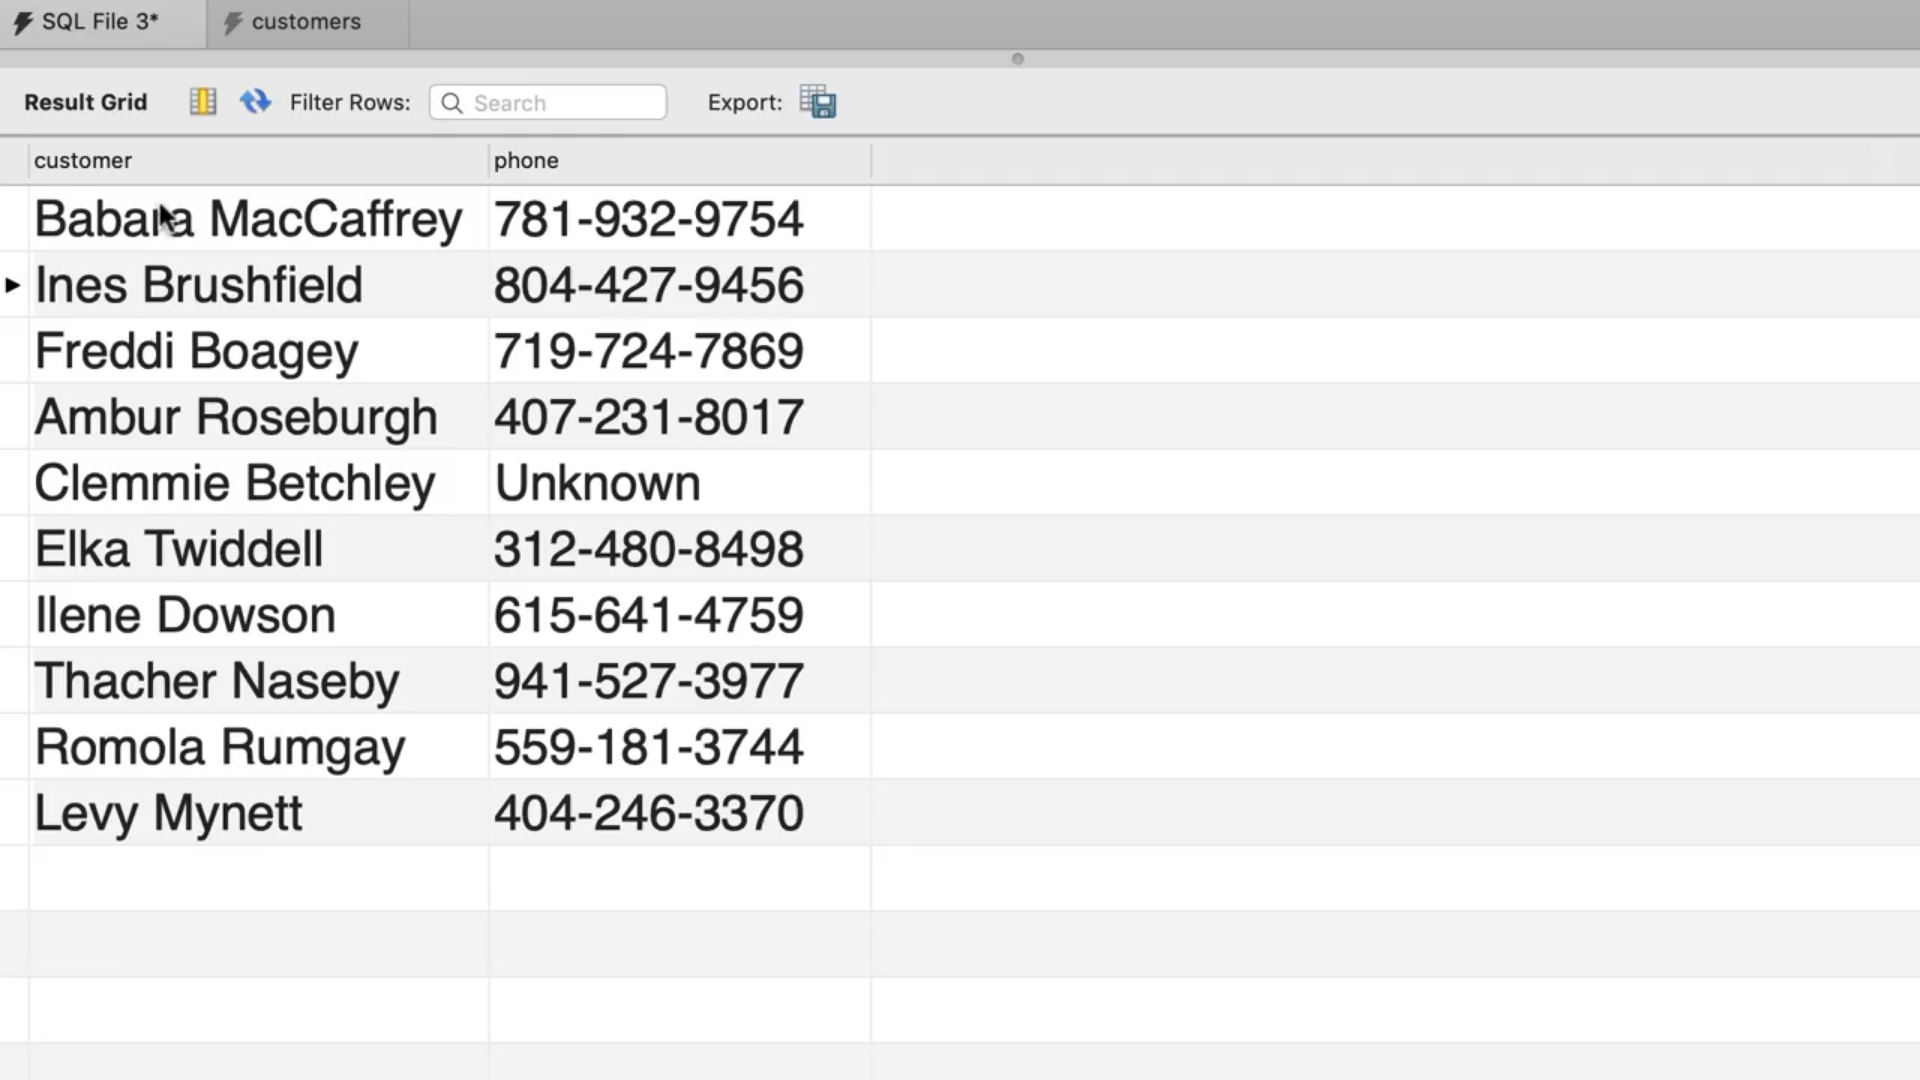 SQL File 3* customers
Result Grid Filter Rows: Search Export:
customer phone
Babara MacCaffrey 781-932-9754
Ines Brushfield 804-427-9456
Freddi Boagey 719-724-7869
Ambur Roseburgh 407-231-8017
Clemmie Betchley Unknown
Elka Twiddell 312-480-8498
Ilene Dowson 615-641-4759
Thacher Naseby 941-527-3977
Romola Rumgay 559-181-3744
Levy Mynett 404-246-3370